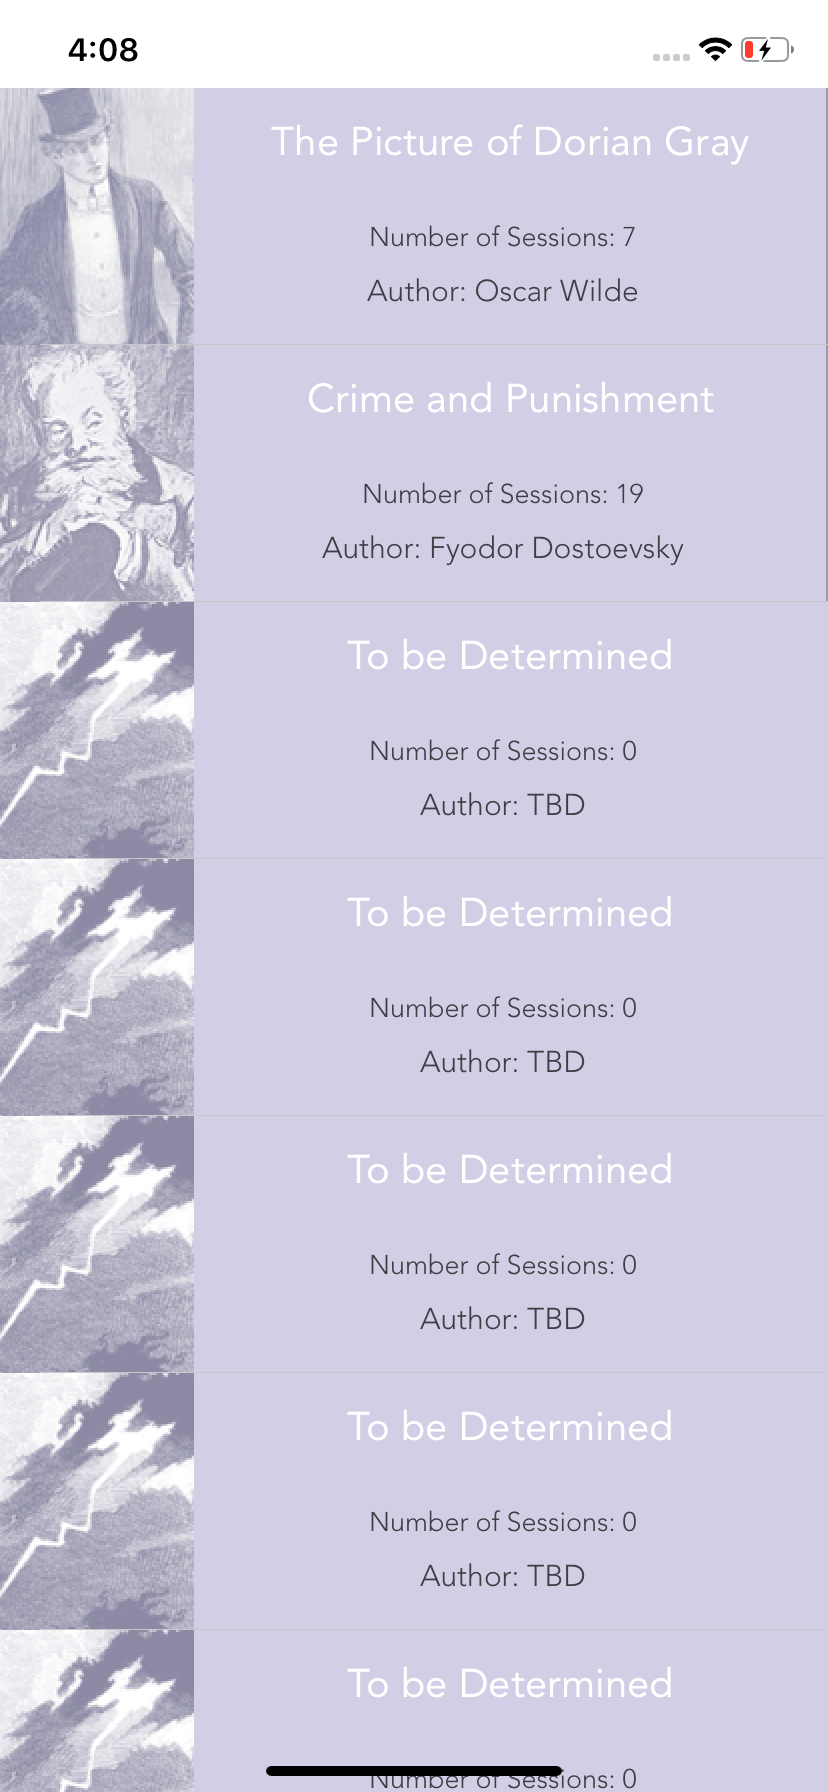 4:08
The Picture of Dorian Gray
Number of Sessions: 7
Author: Oscar Wilde
Crime and Punishment
Number of Sessions: 19
Author: Fyodor Dostoevsky
To be Determined
Number of Sessions: 0
Author: TBD
To be Determined
Number of Sessions: 0
Author: TBD
To be Determined
Number of Sessions: 0
Author: TBD
To be Determined
Number of Sessions: 0
Author: TBD
To be Determined
Number of Sessions: 0